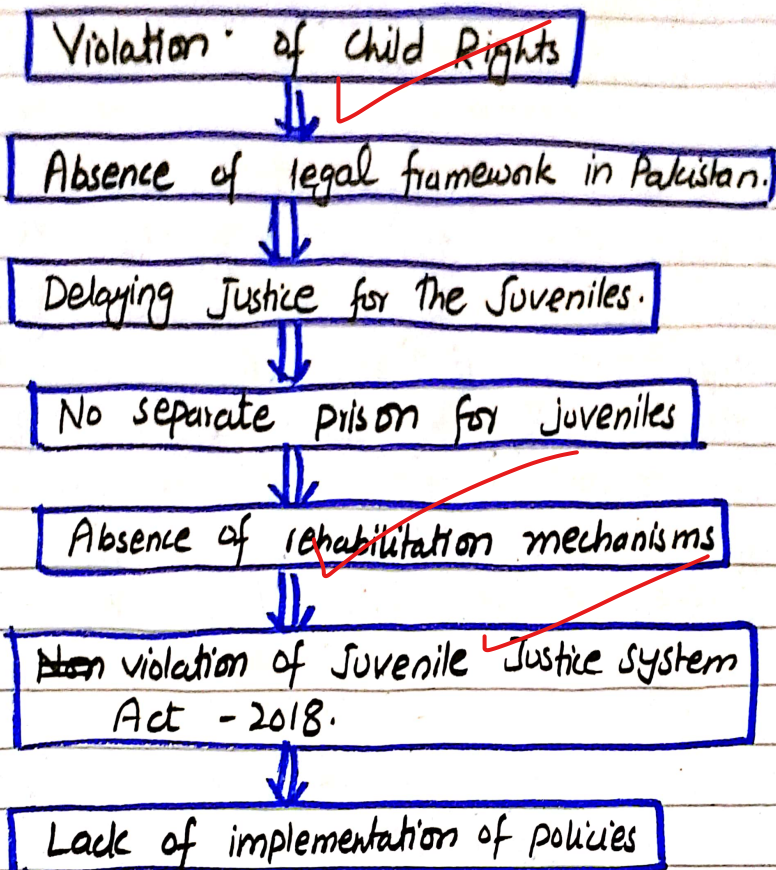 Violation of Child Rights
Absence of legal framework in Pakistan.
Delaying Justice for the Juveniles.
No separate prison for juveniles
Absence of rehabilitation mechanisms
violation of Juvenile Justice system
Act - 2018.
Lack of implementation of policies